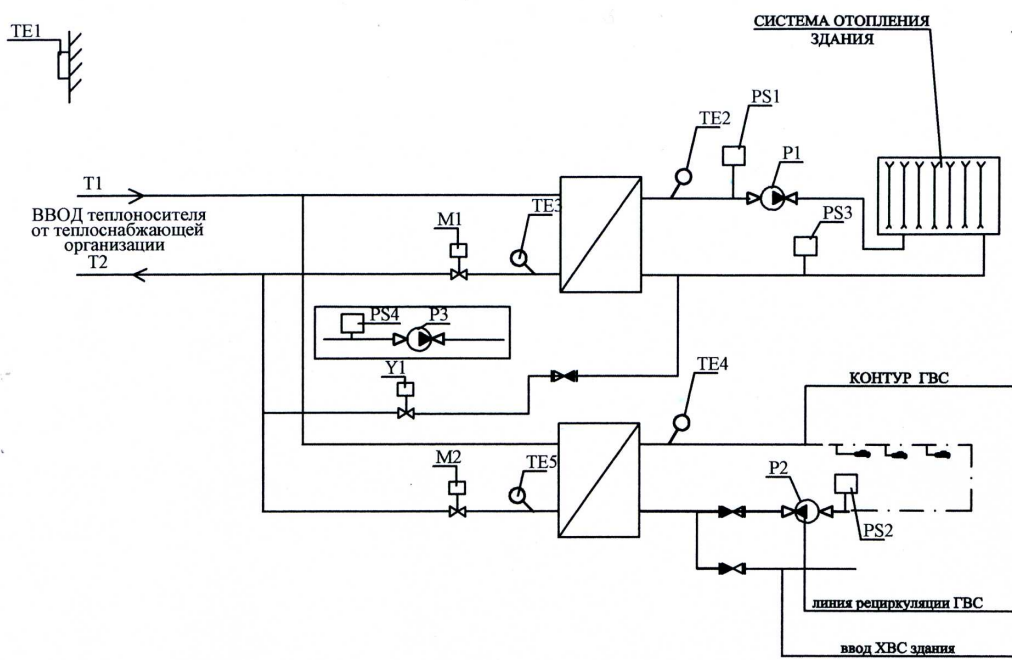 TE1
СИСТЕМА ОТОПЛЕНИЯ
ЗДАНИЯ
PS1
TE2
P1
T1
ВВОД теплоносителя
от теплоснабжающей
организации
T2
M1
TE3
PS3
PS4
P3
Y1
TE4
КОНТУР ГВС
M2
TE5
P2
PS2
линия рециркуляции ГВС
ввод ХВС здания